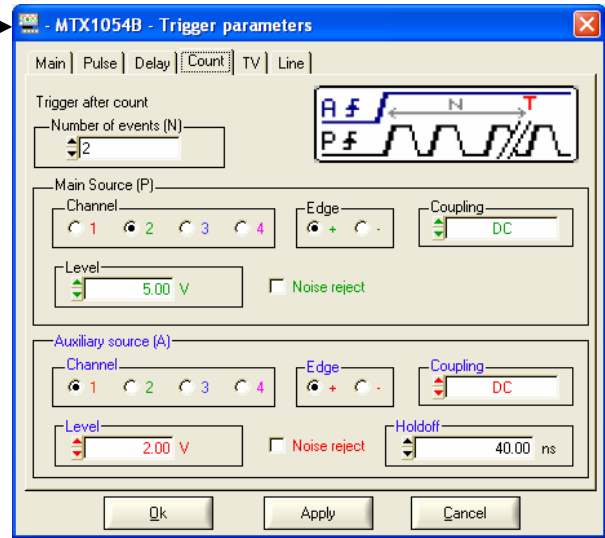 - MTX1054B - Trigger parameters
Main Pulse Delay Count TV Line
Trigger after count
Number of events (N)
2
A N T
P
Main Source (P)
Channel Edge Coupling
1 2 3 4 + - DC
Level
5.00 V Noise reject
Auxiliary source (A)
Channel Edge Coupling
1 2 3 4 + - DC
Level Holdoff
2.00 V Noise reject 40.00 ns
Ok Apply Cancel